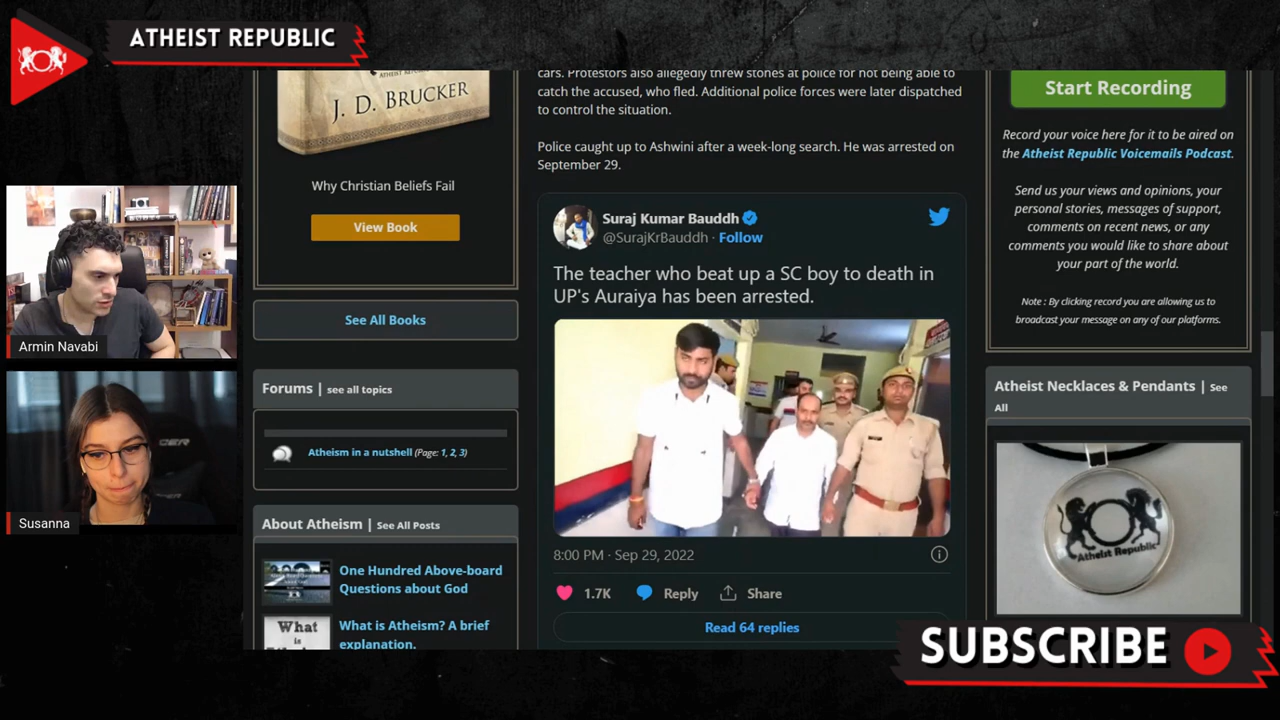 ATHEIST REPUBLIC
Armin Navabi
Susanna
J. D. BRUCKER
Why Christian Beliefs Fail
View Book
See All Books
Forums | see all topics
Atheism in a nutshell (Page: 1, 2, 3)
About Atheism | See All Posts
One Hundred Above-board
Questions about God
What
is
What is Atheism? A brief
explanation.
cars. Protestors also allegedly threw stones at police for not being able to
catch the accused, who fled. Additional police forces were later dispatched
to control the situation.
Police caught up to Ashwini after a week-long search. He was arrested on
September 29.
Suraj Kumar Bauddh
@SurajKrBauddh · Follow
The teacher who beat up a SC boy to death in
UP's Auraiya has been arrested.
8:00 PM · Sep 29, 2022
1.7K Reply Share
Read 64 replies
Start Recording
Record your voice here for it to be aired on
the Atheist Republic Voicemails Podcast.
Send us your views and opinions, your
personal stories, messages of support,
comments on recent news, or any
comments you would like to share about
your part of the world.
Note : By clicking record you are allowing us to
broadcast your message on any of our platforms.
Atheist Necklaces & Pendants | See
All
Atheist Republic
SUBSCRIBE